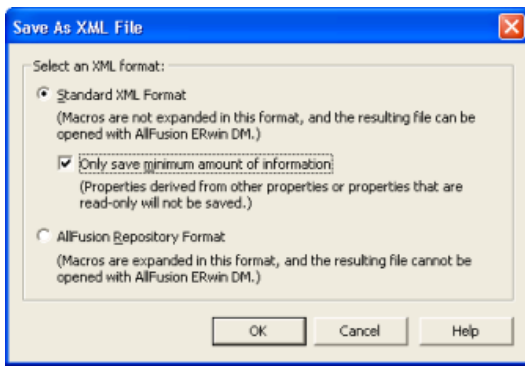 Save As XML File
Select an XML format:
Standard XML Format
(Macros are not expanded in this format, and the resulting file can be
opened with AllFusion ERwin DM.)
Only save minimum amount of information
(Properties derived from other properties or properties that are
read-only will not be saved.)
AllFusion Repository Format
(Macros are expanded in this format, and the resulting file cannot be
opened with AllFusion ERwin DM.)
OK Cancel Help